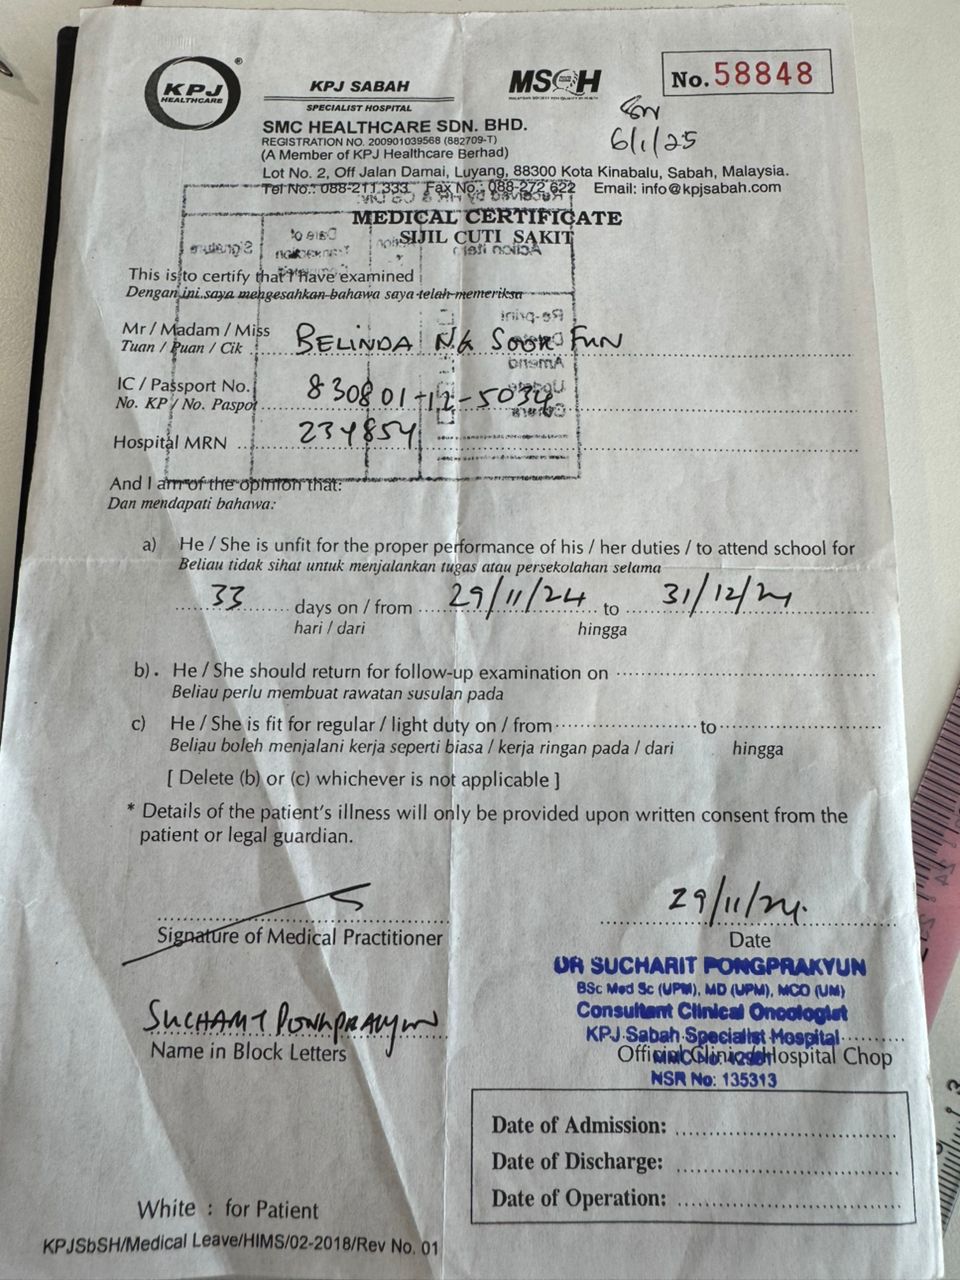 KPJ
HEALTHCARE
®
KPJ SABAH
SPECIALIST HOSPITAL
MSQH
MALAYSIAN SOCIETY FOR QUALITY IN HEALTH
No. 58848
6/1/25
SMC HEALTHCARE SDN. BHD.
REGISTRATION NO. 200901039568 (882709-T)
(A Member of KPJ Healthcare Berhad)
Lot No. 2, Off Jalan Damai, Luyang, 88300 Kota Kinabalu, Sabah, Malaysia.
Tel No.: 088-211 333 Fax No.: 088-272 622 Email: info@kpjsabah.com
MEDICAL CERTIFICATE
SIJIL CUTI SAKIT
This is to certify that I have examined
Dengan ini saya mengesahkan bahawa saya telah memeriksa
Mr / Madam / Miss BELINDA NG SOOK FUN
Tuan / Puan / Cik
IC / Passport No. 830801-12-5034
No. KP / No. Paspot
Hospital MRN 234854
And I am of the opinion that:
Dan mendapati bahawa:
a) He / She is unfit for the proper performance of his / her duties / to attend school for
Beliau tidak sihat untuk menjalankan tugas atau persekolahan selama
33 days on / from 29/11/24 to 31/12/24
hari / dari hingga
b). He / She should return for follow-up examination on
Beliau perlu membuat rawatan susulan pada
c) He / She is fit for regular / light duty on / from to
Beliau boleh menjalani kerja seperti biasa / kerja ringan pada / dari hingga
[ Delete (b) or (c) whichever is not applicable ]
* Details of the patient's illness will only be provided upon written consent from the
patient or legal guardian.
29/11/24.
Signature of Medical Practitioner
Date
DR SUCHARIT PONGPRAKYUN
BSc Med Sc (UPM), MD (UPM), MCO (UM)
Consultant Clinical Oncologist
KPJ Sabah Specialist Hospital
SUCHARIT PONGPRAKYUN
Name in Block Letters
Official Clinic / Hospital Chop
NSR No: 135313
Date of Admission:
Date of Discharge:
Date of Operation:
White : for Patient
KPJSbSH/Medical Leave/HIMS/02-2018/Rev No. 01